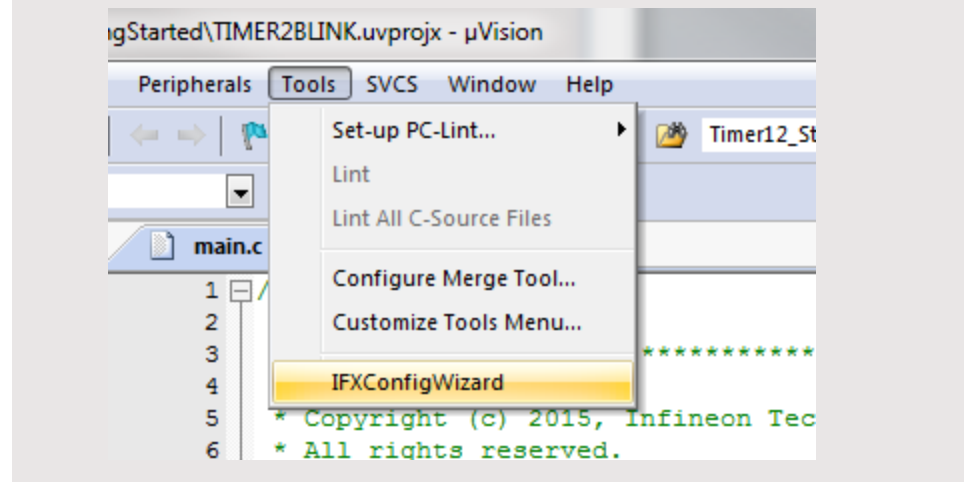 ngStarted\TIMER2BLINK.uvprojx - µVision
Peripherals Tools SVCS Window Help
Set-up PC-Lint...
Timer12_St
Lint
Lint All C-Source Files
main.c
Configure Merge Tool...
Customize Tools Menu...
IFXConfigWizard
1 /
2
3 ************
4
5 * Copyright (c) 2015, Infineon Tec
6 * All rights reserved.